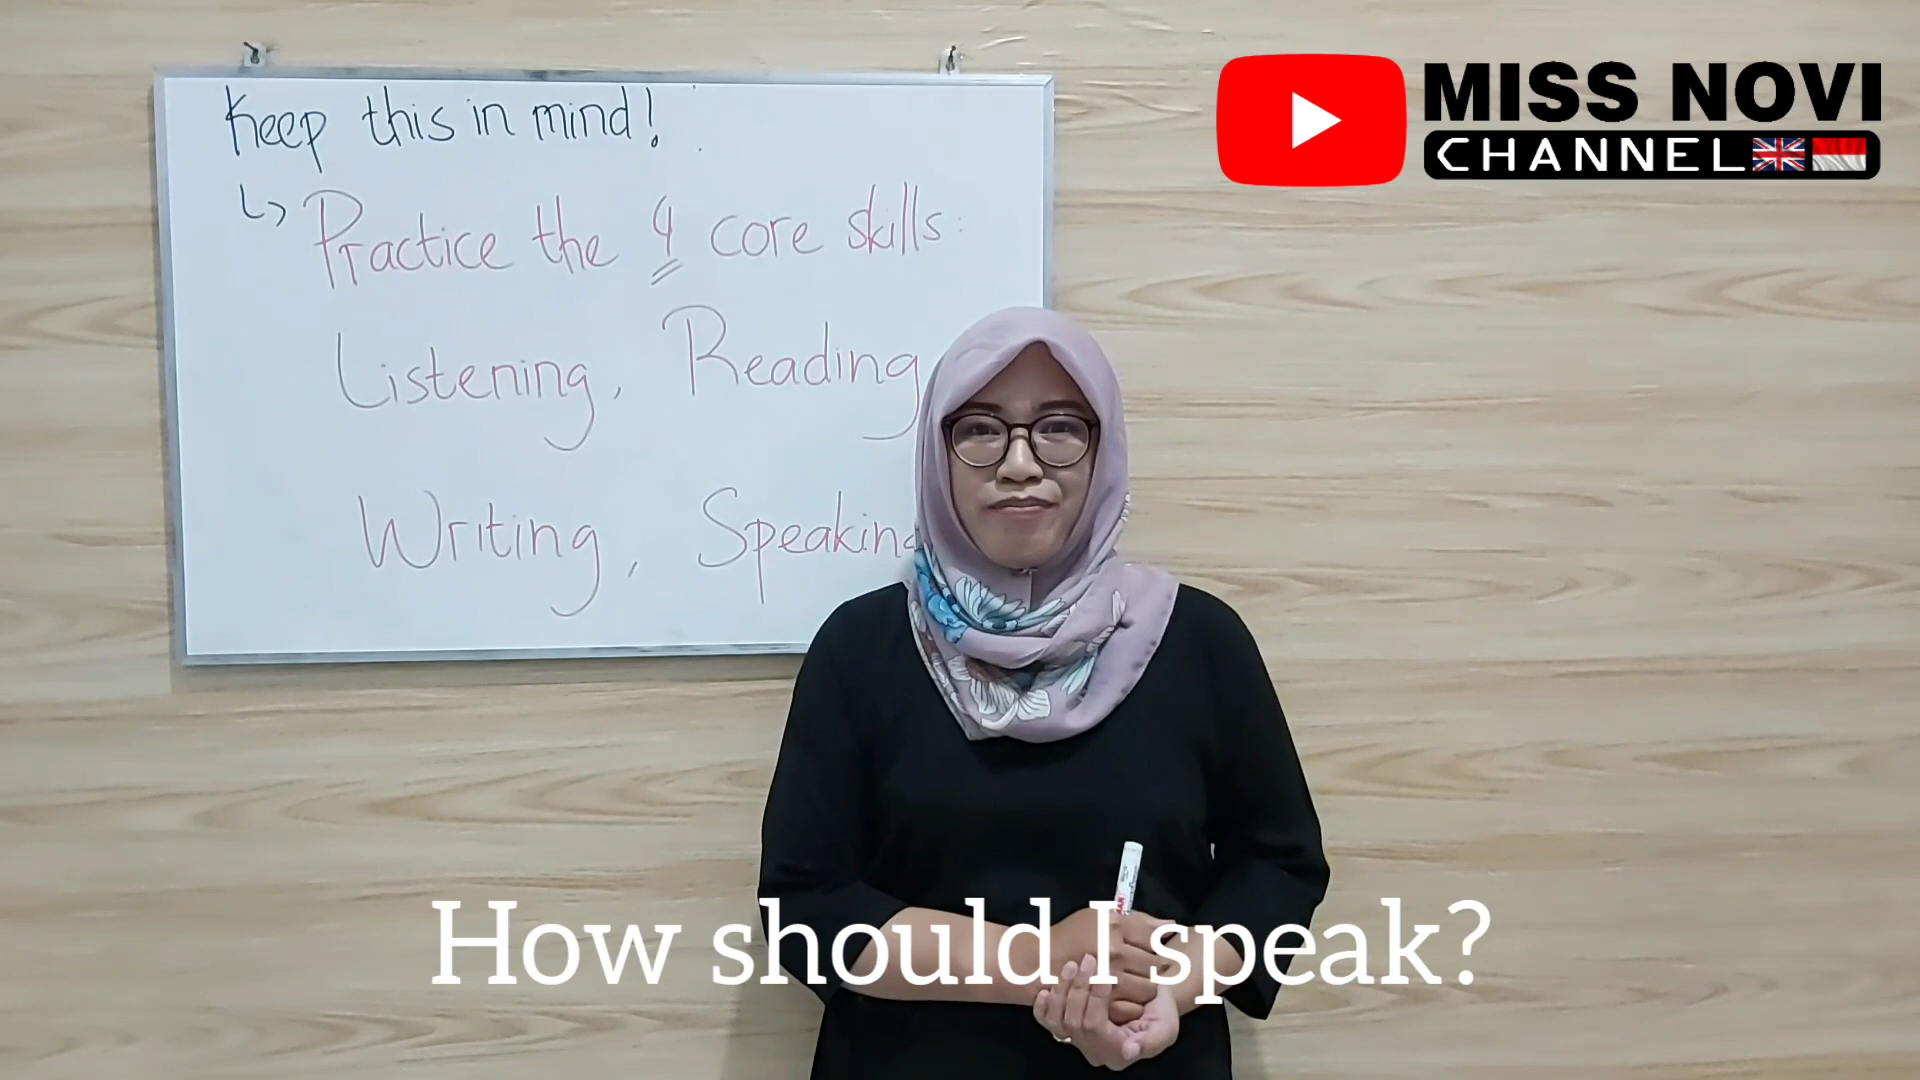 Keep this in mind!
↳ Practice the 4 core skills:
Listening, Reading
Writing, Speaking
MISS NOVI
CHANNEL
How should I speak?